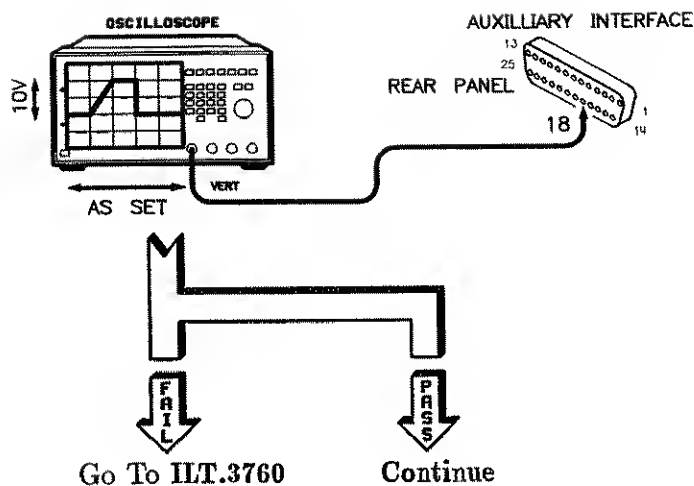 OSCILLOSCOPE
AUXILLIARY INTERFACE
13
25
REAR PANEL
10V
18
1
14
VERT
AS SET
FAIL
PASS
Go To ILT.3760
Continue